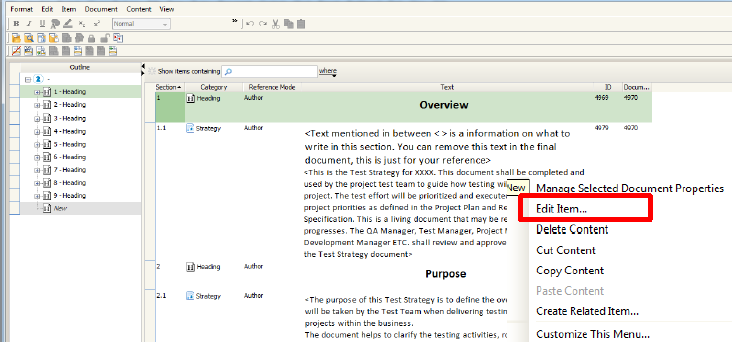 Format Edit Item Document Content View
B I U Normal
Outline
2 -
1 - Heading
2 - Heading
3 - Heading
4 - Heading
5 - Heading
6 - Heading
7 - Heading
8 - Heading
9 - Heading
New
Show items containing where
Section Category Reference Mode Text ID Docum...
1 Heading Author Overview 4969 4970
1.1 Strategy Author 4979 4970
<Text mentioned in between < > is a information on what to
write in this section. You can remove this text in the final
document, this is just for your reference>
<This is the Test Strategy for XXXX. This document shall be completed and
used by the project test team to guide how testing wi
project. The test effort will be prioritized and execute
project priorities as defined in the Project Plan and Re
Specification. This is a living document that may be re
progresses. The QA Manager, Test Manager, Project M
Development Manager ETC. shall review and approve
the Test Strategy document>
2 Heading Author Purpose
2.1 Strategy Author
<The purpose of this Test Strategy is to define the ove
will be taken by the Test Team when delivering testin
projects within the business.
The document helps to clarify the testing activities, ro
New
Manage Selected Document Properties
Edit Item...
Delete Content
Cut Content
Copy Content
Paste Content
Create Related Item...
Customize This Menu...